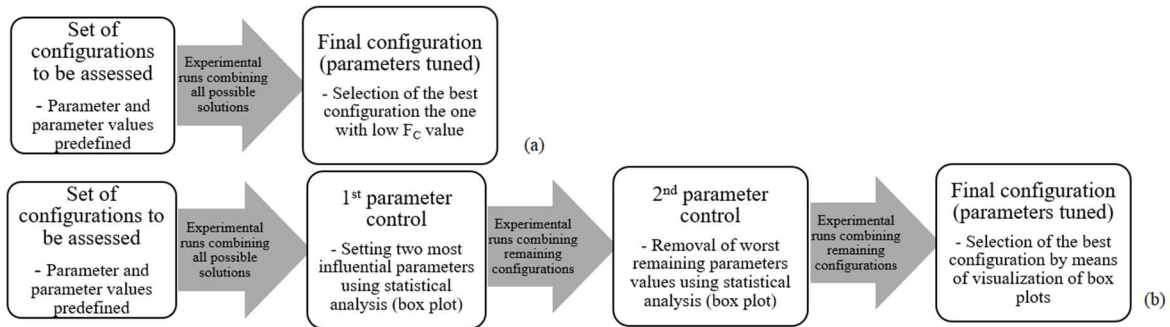 Set of
configurations
to be assessed
- Parameter and
parameter values
predefined
Experimental
runs combining
all possible
solutions
Final configuration
(parameters tuned)
- Selection of the best
configuration the one
with low F_C value
(a)
Set of
configurations to
be assessed
- Parameter and
parameter values
predefined
Experimental
runs combining
all possible
solutions
1st parameter
control
- Setting two most
influential parameters
using statistical
analysis (box plot)
Experimental
runs combining
remaining
configurations
2nd parameter
control
- Removal of worst
remaining parameters
values using statistical
analysis (box plot)
Experimental
runs combining
remaining
configurations
Final configuration
(parameters tuned)
- Selection of the best
configuration by means
of visualization of box
plots
(b)